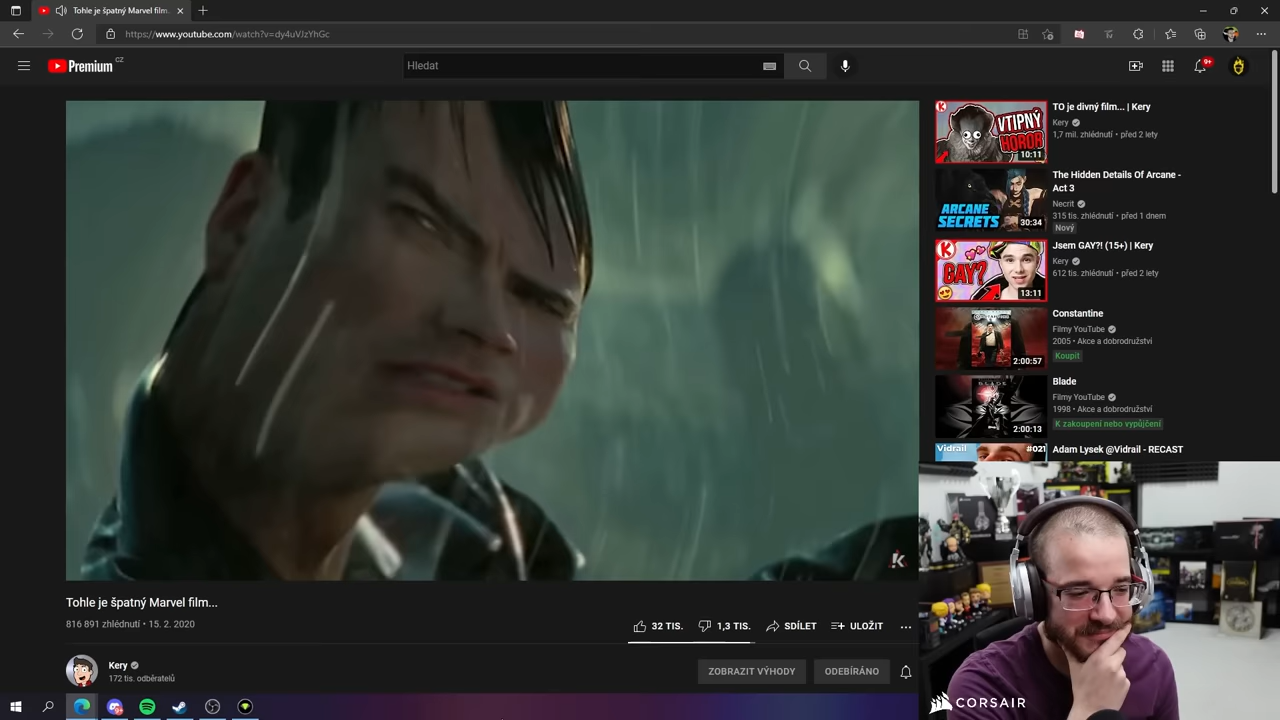 Tohle je špatný Marvel film...
https://www.youtube.com/watch?v=dy4uVJzYhGc
Premium CZ
Hledat
9+
K
VTIPNÝ
HOROR
10:11
TO je divný film... | Kery
Kery
1,7 mil. zhlédnutí • před 2 lety
ARCANE
SECRETS
30:34
The Hidden Details Of Arcane -
Act 3
Necrit
315 tis. zhlédnutí • před 1 dnem
Nový
K
GAY?
13:11
Jsem GAY?! (15+) | Kery
Kery
612 tis. zhlédnutí • před 2 lety
2:00:57
Constantine
Filmy YouTube
2005 • Akce a dobrodružství
Koupit
BLADE
2:00:13
Blade
Filmy YouTube
1998 • Akce a dobrodružství
K zakoupení nebo vypůjčení
Vidrail
#021
Adam Lysek @Vidrail - RECAST
K
Tohle je špatný Marvel film...
816 891 zhlédnutí • 15. 2. 2020
32 TIS.
1,3 TIS.
SDÍLET
ULOŽIT
Kery
172 tis. odběratelů
ZOBRAZIT VÝHODY
ODEBÍRÁNO
CORSAIR